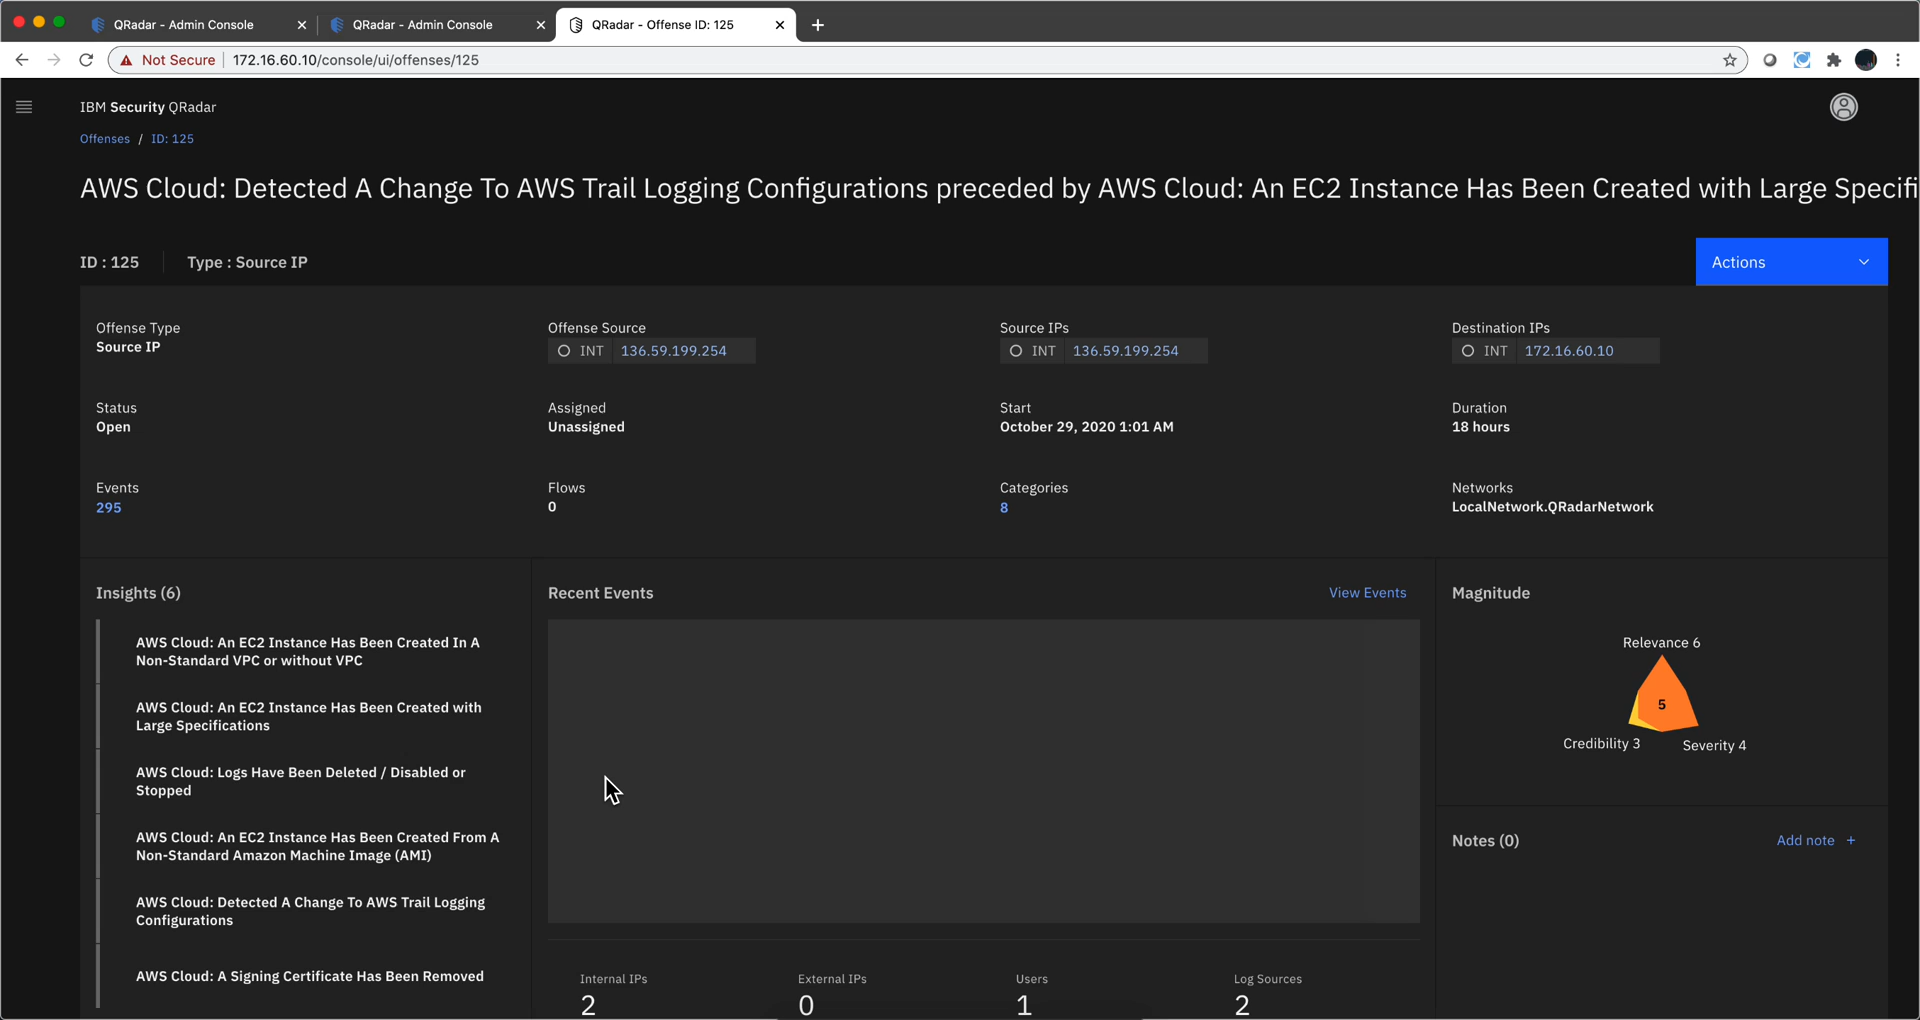 QRadar - Admin Console
QRadar - Admin Console
QRadar - Offense ID: 125
Not Secure
172.16.60.10/console/ui/offenses/125
IBM Security QRadar
Offenses / ID: 125
AWS Cloud: Detected A Change To AWS Trail Logging Configurations preceded by AWS Cloud: An EC2 Instance Has Been Created with Large Specifi
ID : 125
Type : Source IP
Actions
Offense Type
Source IP
Offense Source
INT 136.59.199.254
Source IPs
INT 136.59.199.254
Destination IPs
INT 172.16.60.10
Status
Open
Assigned
Unassigned
Start
October 29, 2020 1:01 AM
Duration
18 hours
Events
295
Flows
0
Categories
8
Networks
LocalNetwork.QRadarNetwork
Insights (6)
AWS Cloud: An EC2 Instance Has Been Created In A
Non-Standard VPC or without VPC
AWS Cloud: An EC2 Instance Has Been Created with
Large Specifications
AWS Cloud: Logs Have Been Deleted / Disabled or
Stopped
AWS Cloud: An EC2 Instance Has Been Created From A
Non-Standard Amazon Machine Image (AMI)
AWS Cloud: Detected A Change To AWS Trail Logging
Configurations
AWS Cloud: A Signing Certificate Has Been Removed
Recent Events
View Events
Internal IPs
2
External IPs
0
Users
1
Log Sources
2
Magnitude
Relevance 6
5
Credibility 3
Severity 4
Notes (0)
Add note +